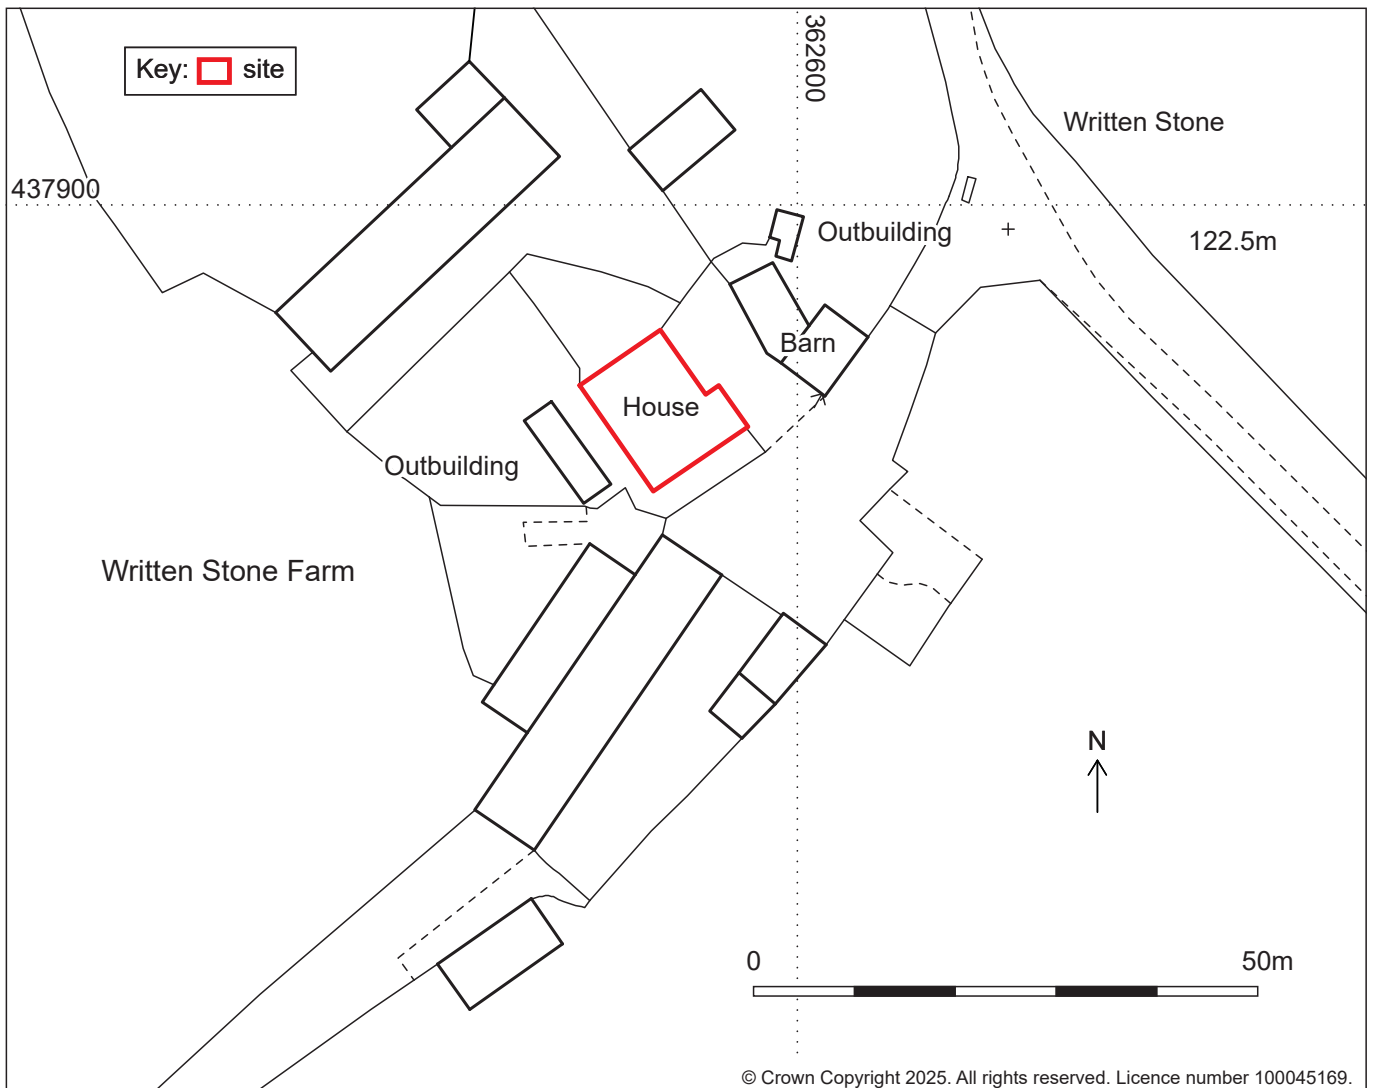 Key: site
362600
Written Stone
437900
Outbuilding
122.5m
Barn
House
Outbuilding
Written Stone Farm
N
0 50m
© Crown Copyright 2025. All rights reserved. Licence number 100045169.